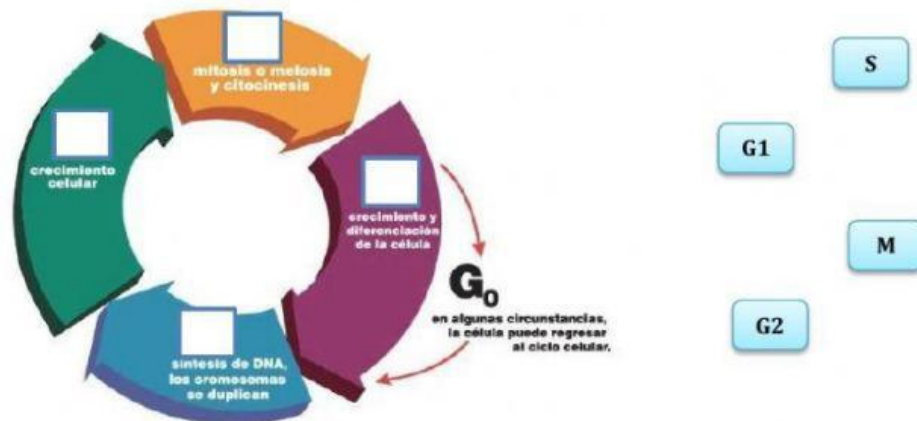 mitosis o meiosis
y citocinesis
crecimiento
celular
crecimiento y
diferenciación
de la célula
G0
en algunas circunstancias,
la célula puede regresar
al ciclo celular.
síntesis de DNA,
los cromosomas
se duplican
S
G1
M
G2